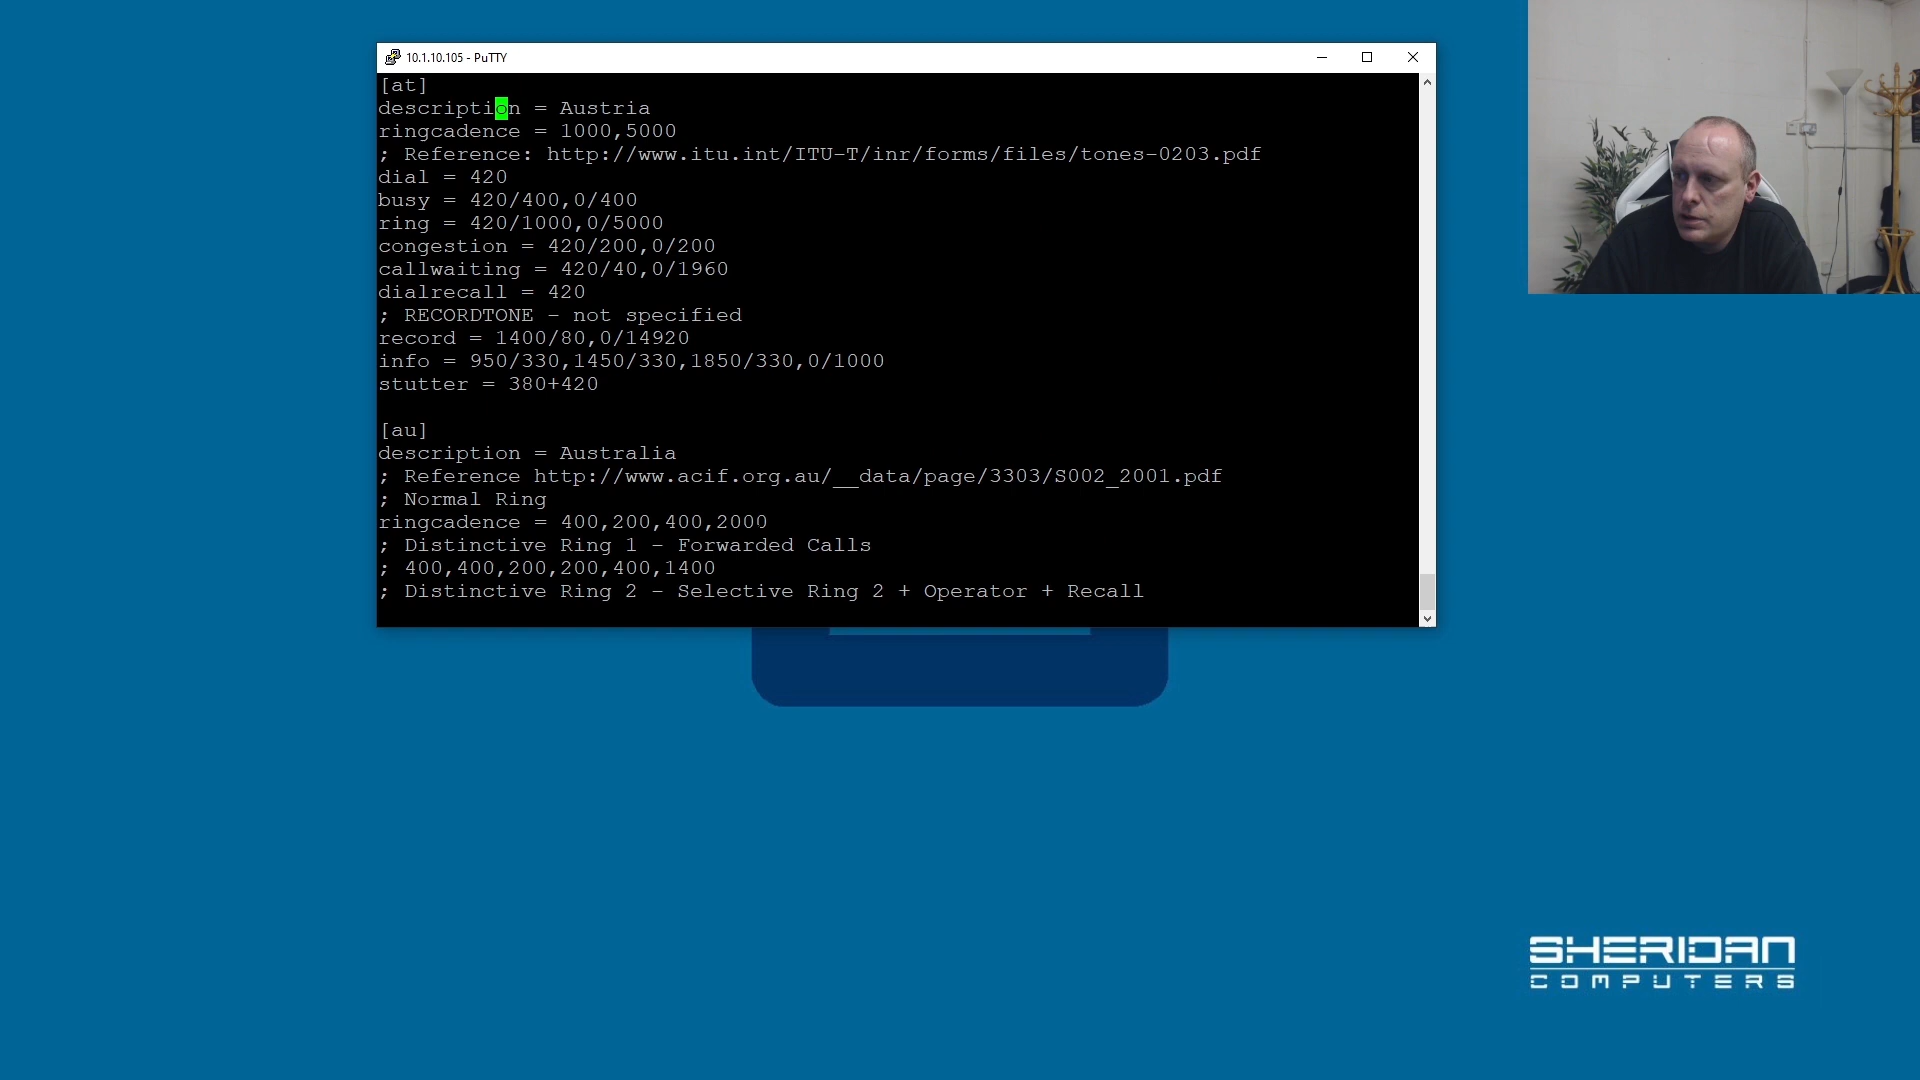 10.1.10.105 - PuTTY
[at]
description = Austria
ringcadence = 1000,5000
; Reference: http://www.itu.int/ITU-T/inr/forms/files/tones-0203.pdf
dial = 420
busy = 420/400,0/400
ring = 420/1000,0/5000
congestion = 420/200,0/200
callwaiting = 420/40,0/1960
dialrecall = 420
; RECORDTONE - not specified
record = 1400/80,0/14920
info = 950/330,1450/330,1850/330,0/1000
stutter = 380+420
[au]
description = Australia
; Reference http://www.acif.org.au/__data/page/3303/S002_2001.pdf
; Normal Ring
ringcadence = 400,200,400,2000
; Distinctive Ring 1 - Forwarded Calls
; 400,400,200,200,400,1400
; Distinctive Ring 2 - Selective Ring 2 + Operator + Recall
SHERIDAN
COMPUTERS